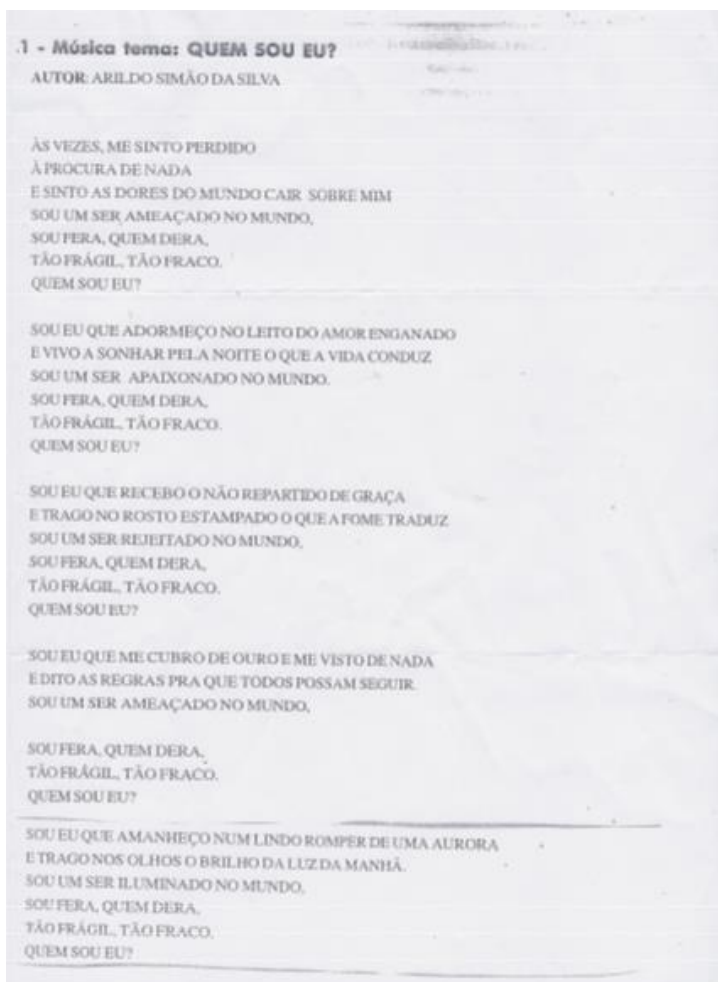 .1 - Música tema: QUEM SOU EU?
AUTOR: ARILDO SIMÃO DA SILVA
ÀS VEZES, ME SINTO PERDIDO
À PROCURA DE NADA
E SINTO AS DORES DO MUNDO CAIR SOBRE MIM
SOU UM SER AMEAÇADO NO MUNDO,
SOU FERA, QUEM DERA,
TÃO FRÁGIL, TÃO FRACO.
QUEM SOU EU?
SOU EU QUE ADORMEÇO NO LEITO DO AMOR ENGANADO
E VIVO A SONHAR PELA NOITE O QUE A VIDA CONDUZ
SOU UM SER APAIXONADO NO MUNDO.
SOU FERA, QUEM DERA,
TÃO FRÁGIL, TÃO FRACO.
QUEM SOU EU?
SOU EU QUE RECEBO O NÃO REPARTIDO DE GRAÇA
E TRAGO NO ROSTO ESTAMPADO O QUE A FOME TRADUZ
SOU UM SER REJEITADO NO MUNDO,
SOU FERA, QUEM DERA,
TÃO FRÁGIL, TÃO FRACO.
QUEM SOU EU?
SOU EU QUE ME CUBRO DE OURO E ME VISTO DE NADA
E DITO AS REGRAS PRA QUE TODOS POSSAM SEGUIR.
SOU UM SER AMEAÇADO NO MUNDO,
SOU FERA, QUEM DERA,
TÃO FRÁGIL, TÃO FRACO.
QUEM SOU EU?
SOU EU QUE AMANHEÇO NUM LINDO ROMPER DE UMA AURORA
E TRAGO NOS OLHOS O BRILHO DA LUZ DA MANHÃ.
SOU UM SER ILUMINADO NO MUNDO,
SOU FERA, QUEM DERA,
TÃO FRÁGIL, TÃO FRACO.
QUEM SOU EU?